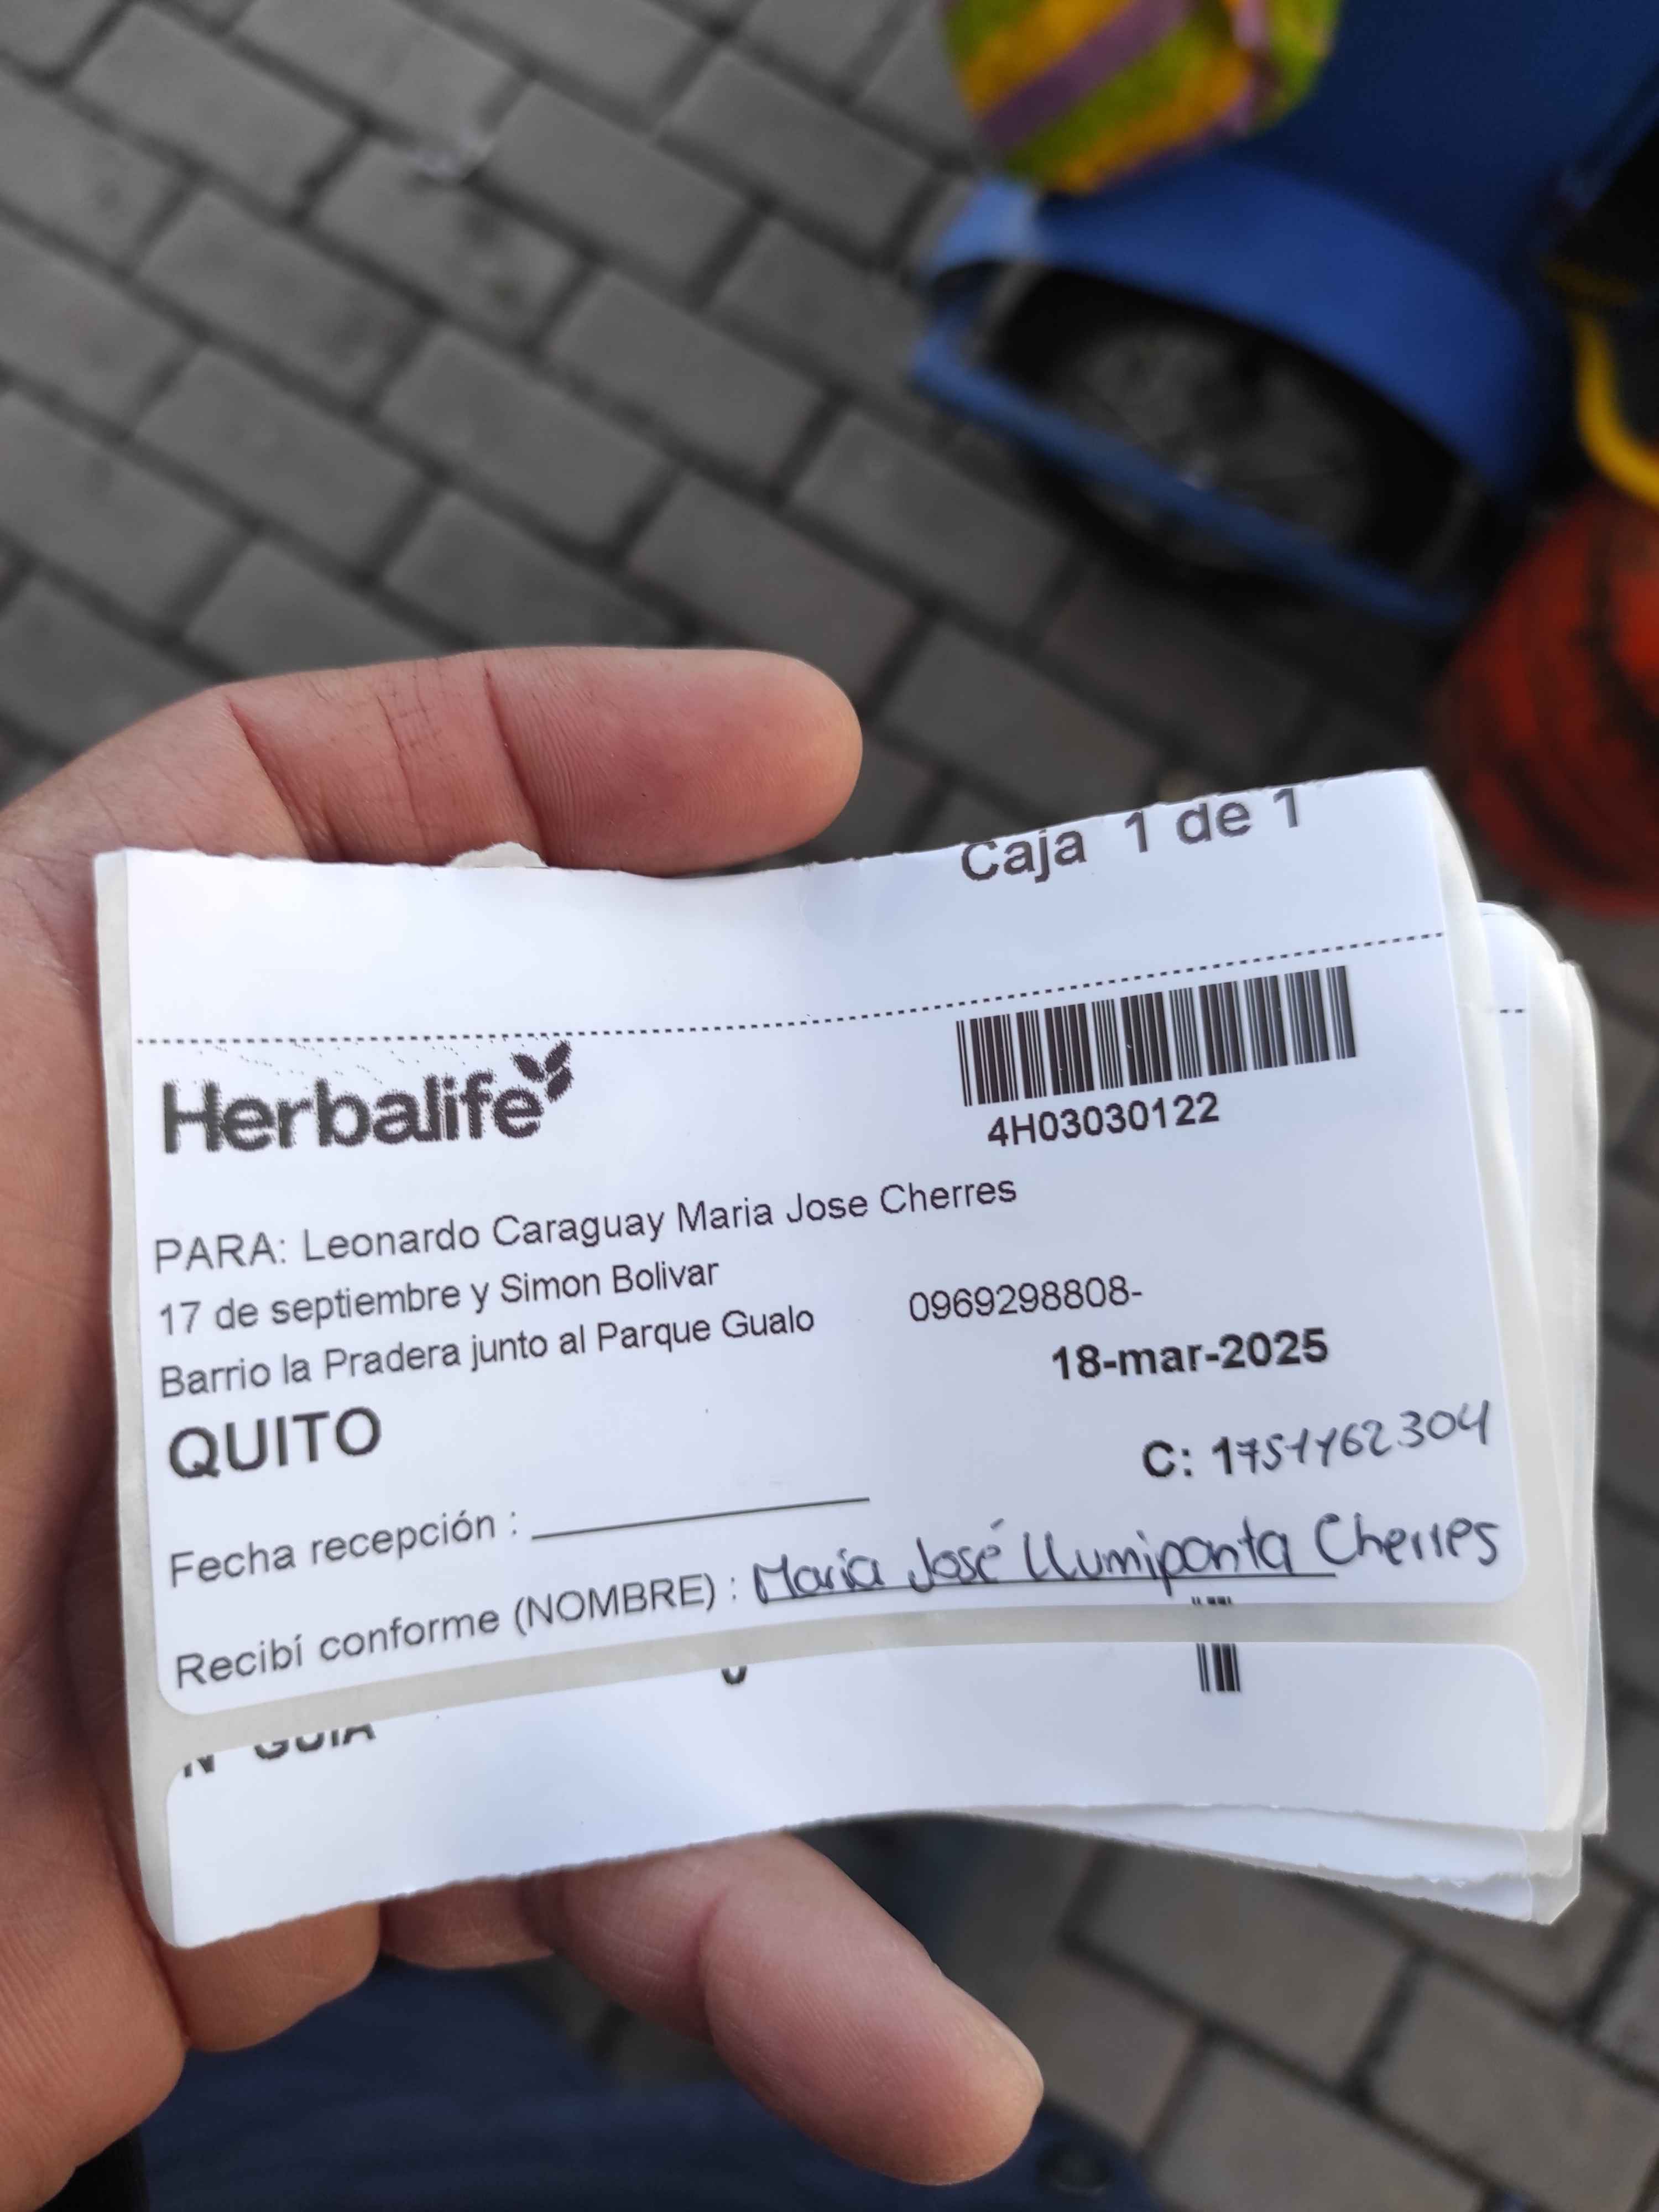 Caja 1 de 1
Herbalife
4H03030122
PARA: Leonardo Caraguay Maria Jose Cherres
17 de septiembre y Simon Bolivar
Barrio la Pradera junto al Parque Gualo 0969298808-
18-mar-2025
QUITO
C: 1751762304
Fecha recepción :
Recibí conforme (NOMBRE) : María José Llumiponta Cherres
N° GUIA